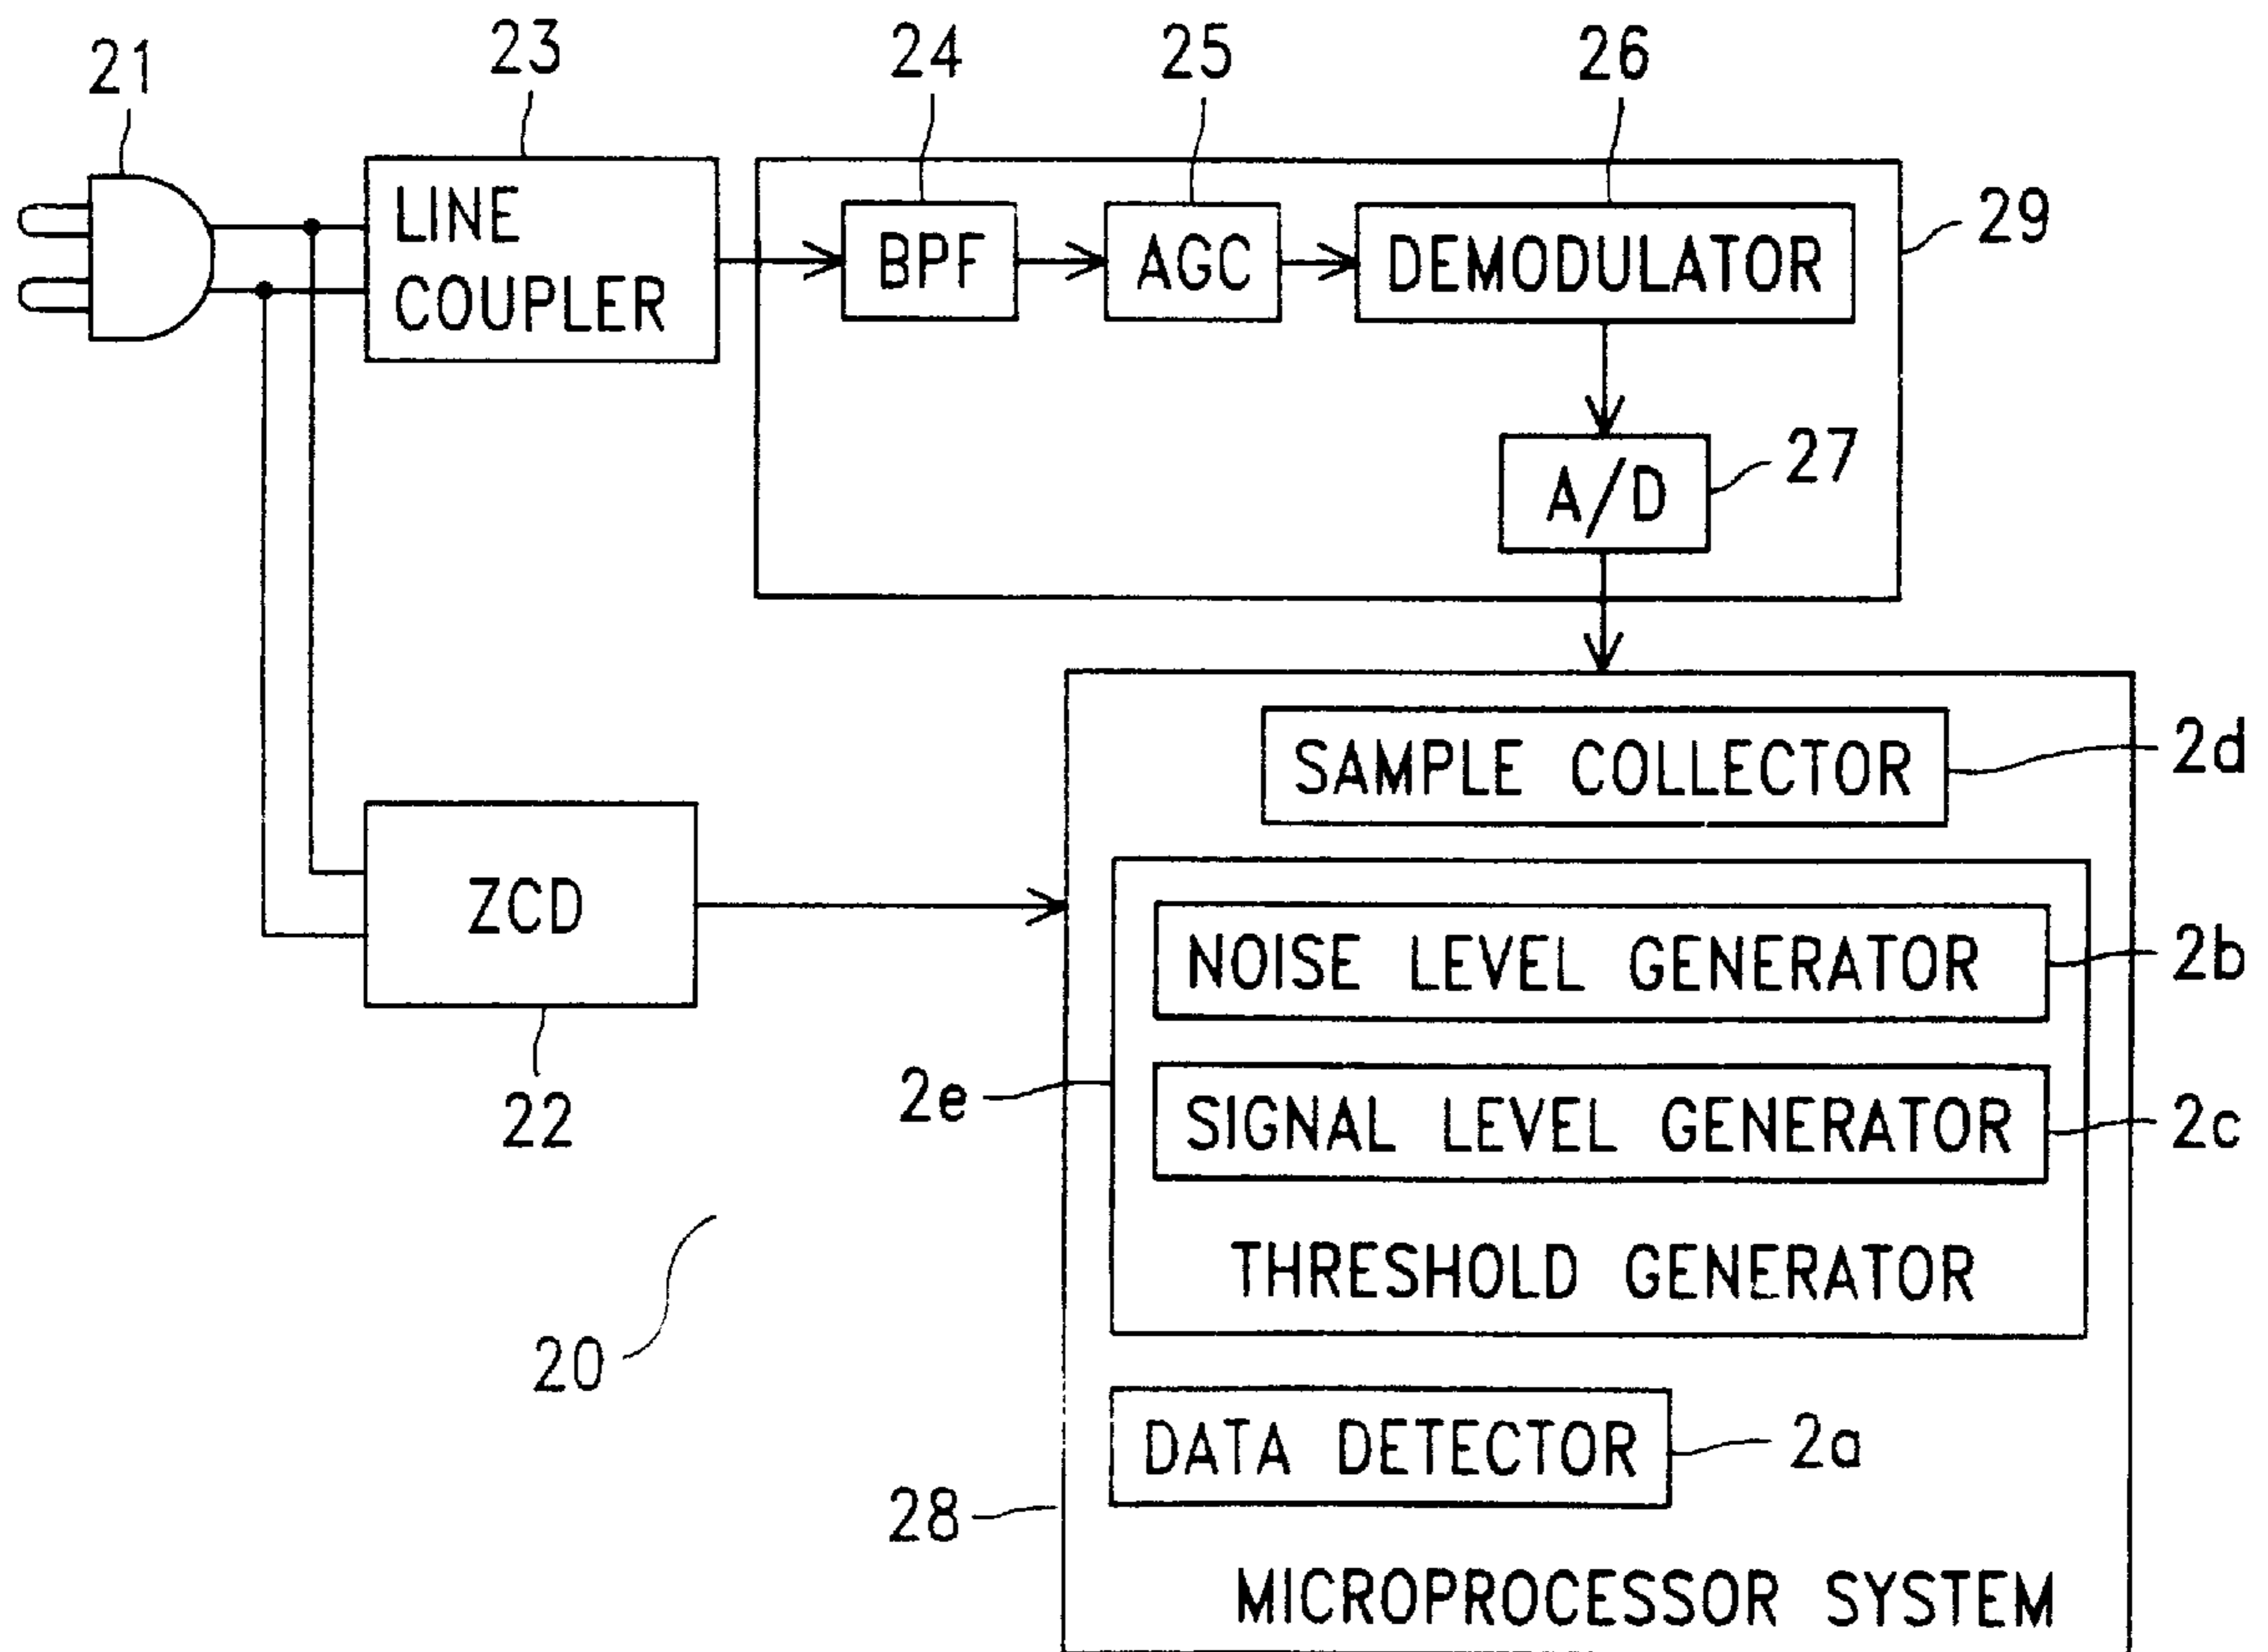 21
23
24
25
26
LINE
COUPLER
BPF
AGC
DEMODULATOR
29
A/D
27
SAMPLE COLLECTOR
2d
ZCD
22
NOISE LEVEL GENERATOR
2b
2e
SIGNAL LEVEL GENERATOR
2c
THRESHOLD GENERATOR
20
DATA DETECTOR
2a
28
MICROPROCESSOR SYSTEM